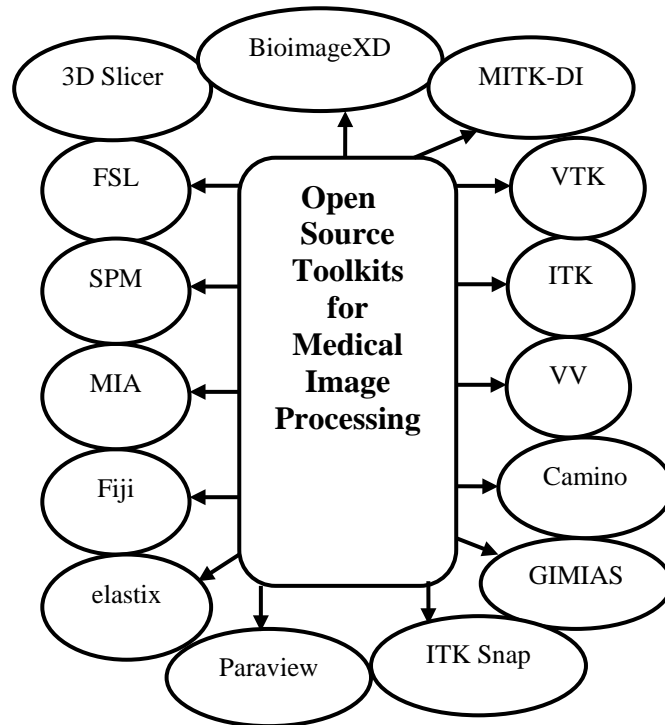 BioimageXD
3D Slicer
MITK-DI
FSL
Open
Source
Toolkits
for
Medical
Image
Processing
VTK
SPM
ITK
MIA
VV
Fiji
Camino
elastix
GIMIAS
Paraview
ITK Snap